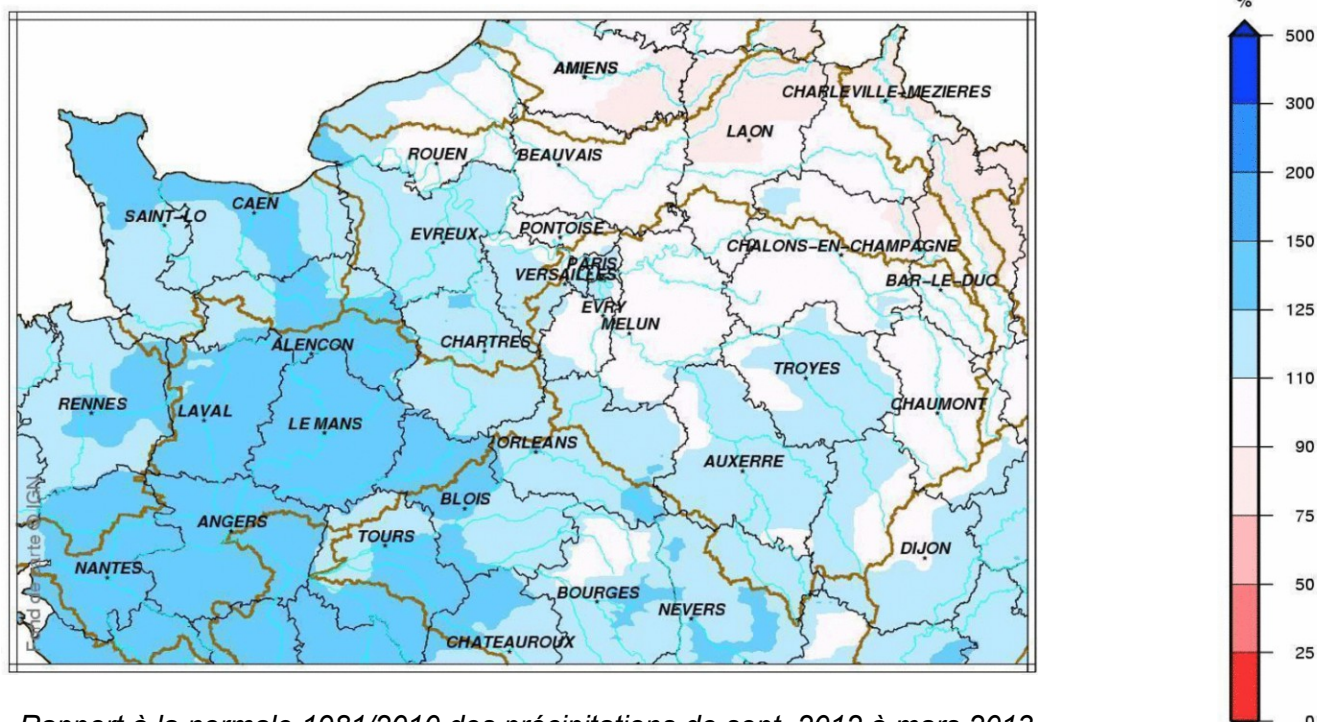 %
500
300
200
150
125
110
90
75
50
25
0
AMIENS
CHARLEVILLE-MEZIERES
LAON
ROUEN
BEAUVAIS
SAINT-LO
CAEN
EVREUX
PONTOISE
CHALONS-EN-CHAMPAGNE
PARIS
VERSAILLES
BAR-LE-DUC
EVRY
MELUN
ALENCON
CHARTRES
TROYES
RENNES
LAVAL
LE MANS
CHAUMONT
ORLEANS
AUXERRE
BLOIS
ANGERS
TOURS
DIJON
NANTES
BOURGES
NEVERS
CHATEAUROUX
Fond de carte © IGN
Rapport à la normale 1981/2010 des précipitations de sept. 2012 à mars 2013